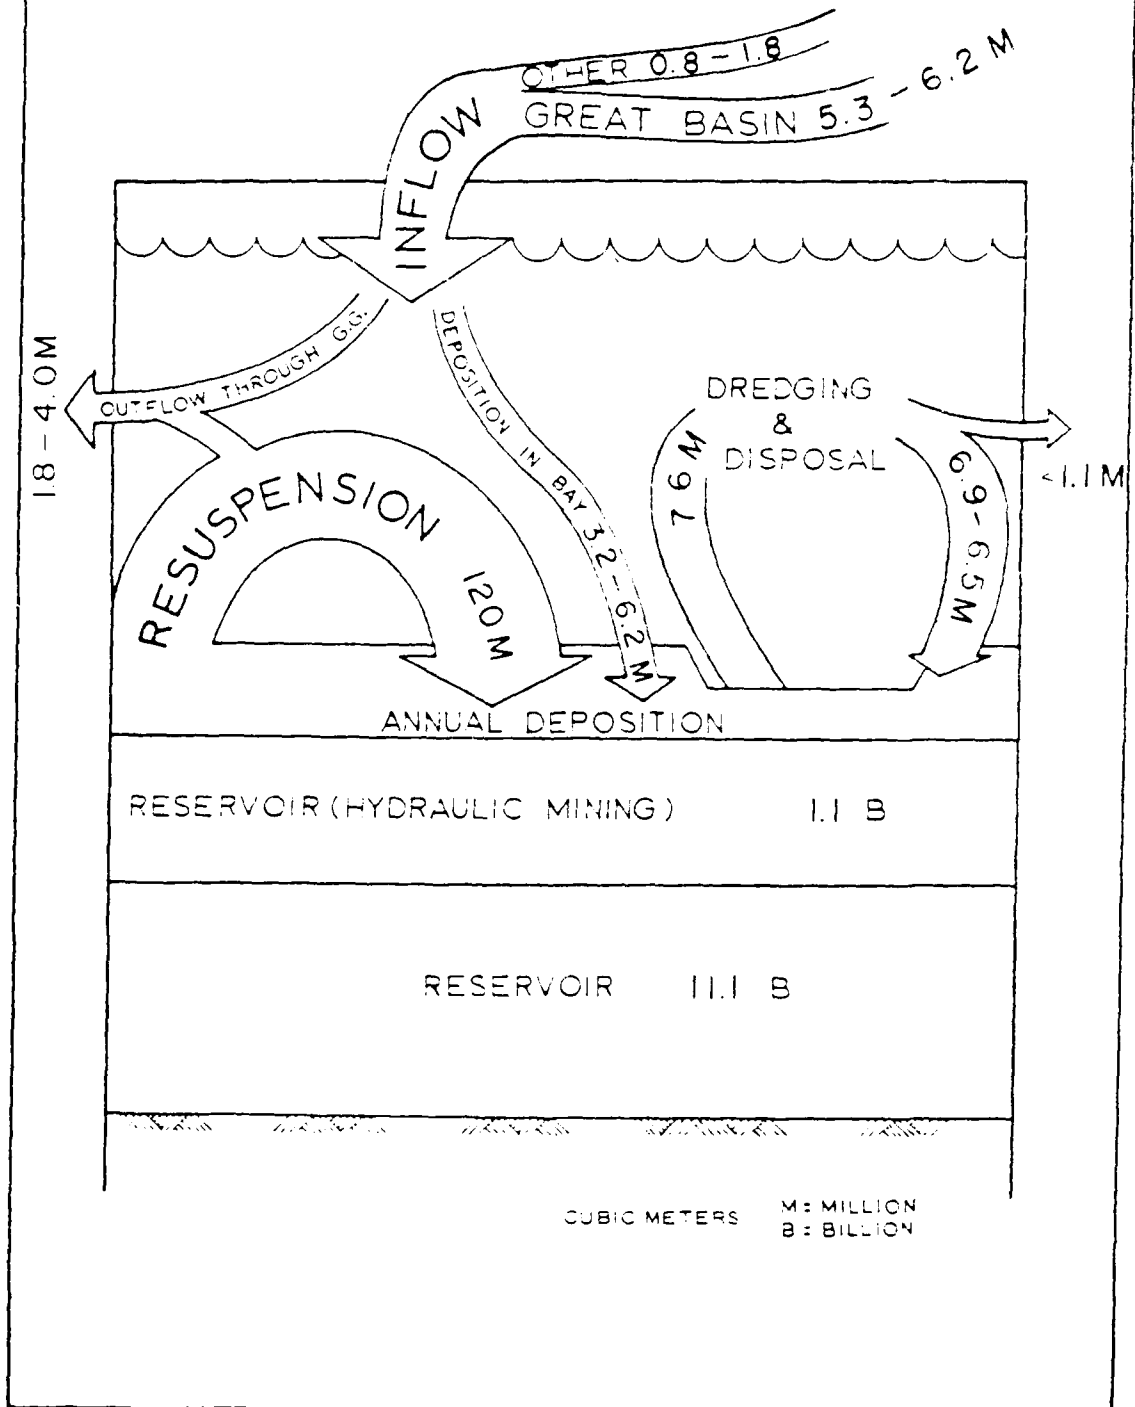 OTHER 0.8-1.8
GREAT BASIN 5.3 - 6.2 M
INFLOW
OUTFLOW THROUGH G.G.
1.8-4.0M
DEPOSITION IN BAY 3.2-6.2 M
DREDGING
&
DISPOSAL
7.6 M
6.9-6.5M
<1.1 M
RESUSPENSION 120 M
ANNUAL DEPOSITION
RESERVOIR (HYDRAULIC MINING) 1.1 B
RESERVOIR 11.1 B
CUBIC METERS M= MILLION
B= BILLION